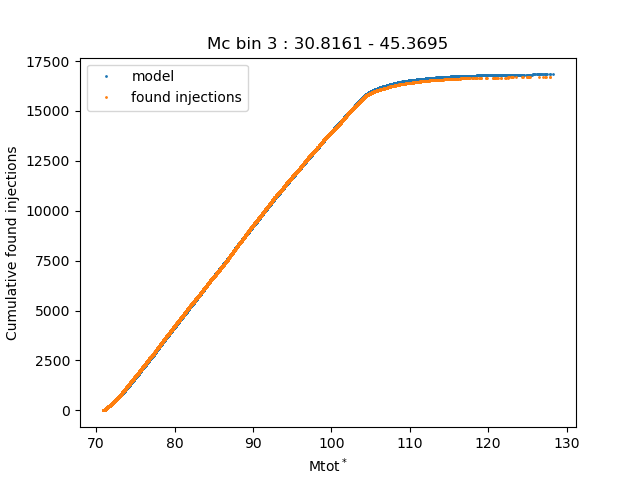 Mc bin 3 : 30.8161 - 45.3695
17500
15000
12500
10000
7500
5000
2500
0
Cumulative found injections
model
found injections
70 80 90 100 110 120 130
Mtot*